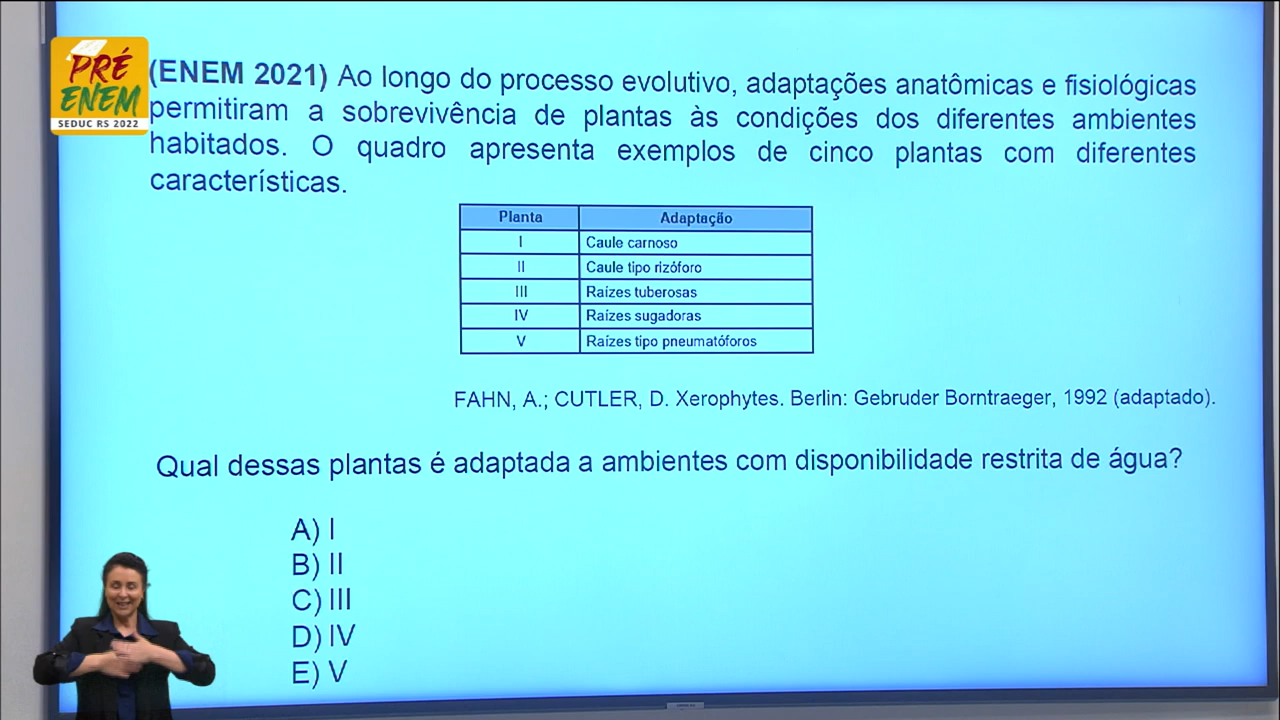 PRÉ
ENEM
SEDUC RS 2022
(ENEM 2021) Ao longo do processo evolutivo, adaptações anatômicas e fisiológicas
permitiram a sobrevivência de plantas às condições dos diferentes ambientes
habitados. O quadro apresenta exemplos de cinco plantas com diferentes
características.
Planta Adaptação
I Caule carnoso
II Caule tipo rizóforo
III Raízes tuberosas
IV Raízes sugadoras
V Raízes tipo pneumatóforos
FAHN, A.; CUTLER, D. Xerophytes. Berlin: Gebruder Borntraeger, 1992 (adaptado).
Qual dessas plantas é adaptada a ambientes com disponibilidade restrita de água?
A) I
B) II
C) III
D) IV
E) V